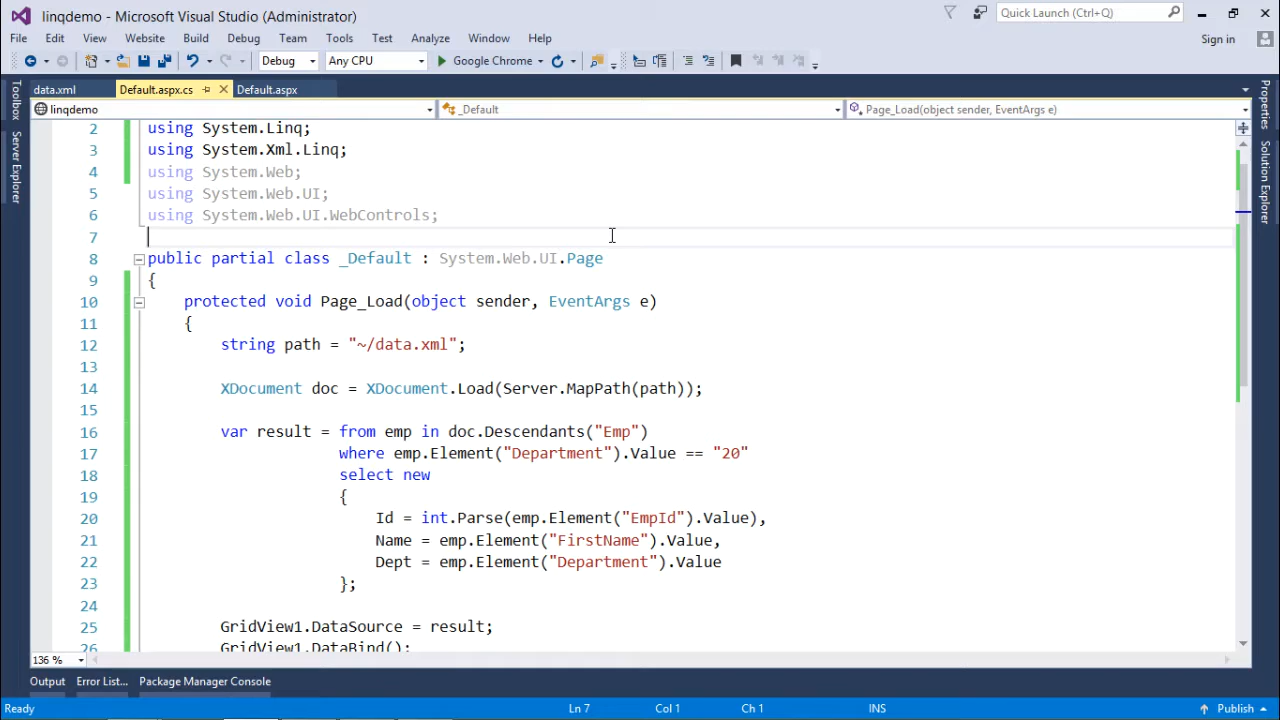 linqdemo - Microsoft Visual Studio (Administrator)
Quick Launch (Ctrl+Q)
File Edit View Website Build Debug Team Tools Test Analyze Window Help
Sign in
Debug Any CPU Google Chrome
data.xml Default.aspx.cs Default.aspx
linqdemo _Default Page_Load(object sender, EventArgs e)
Toolbox
Server Explorer
Properties
Solution Explorer
2 using System.Linq;
3 using System.Xml.Linq;
4 using System.Web;
5 using System.Web.UI;
6 using System.Web.UI.WebControls;
7
8 public partial class _Default : System.Web.UI.Page
9 {
10 protected void Page_Load(object sender, EventArgs e)
11 {
12 string path = "~/data.xml";
13
14 XDocument doc = XDocument.Load(Server.MapPath(path));
15
16 var result = from emp in doc.Descendants("Emp")
17 where emp.Element("Department").Value == "20"
18 select new
19 {
20 Id = int.Parse(emp.Element("EmpId").Value),
21 Name = emp.Element("FirstName").Value,
22 Dept = emp.Element("Department").Value
23 };
24
25 GridView1.DataSource = result;
26 GridView1.DataBind();
136 %
Output Error List... Package Manager Console
Ready Ln 7 Col 1 Ch 1 INS Publish